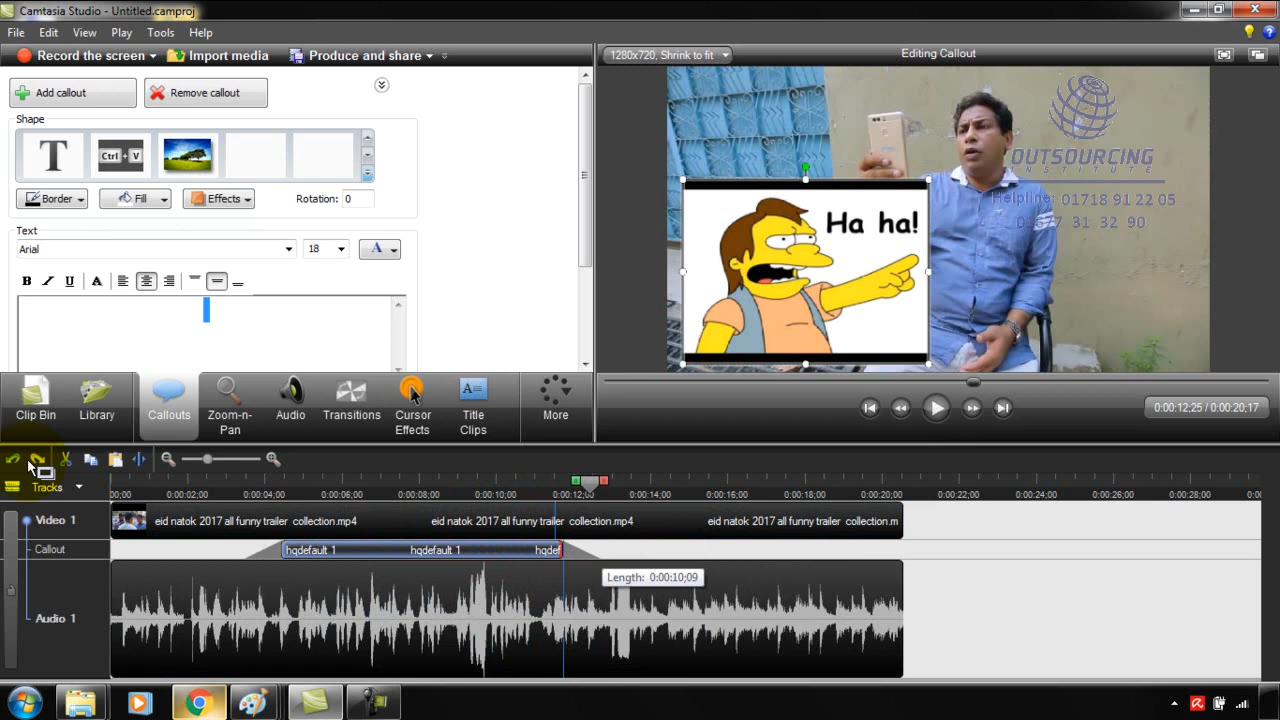 Camtasia Studio - Untitled.camproj
File Edit View Play Tools Help
Record the screen Import media Produce and share
1280x720, Shrink to fit
Editing Callout
Add callout
Remove callout
Shape
T
Ctrl + V
Border
Fill
Effects
Rotation: 0
Text
Arial
18
A
B I U A
Ha ha!
OUTSOURCING
INSTITUTE
Helpline: 01718 91 22 05
31 32 90
Clip Bin
Library
Callouts
Zoom-n-Pan
Audio
Transitions
Cursor Effects
Title Clips
More
0:00:12;25 / 0:00:20;17
Tracks
00;00 0:00:02;00 0:00:04;00 0:00:06;00 0:00:08;00 0:00:10;00 0:00:12;00 0:00:14;00 0:00:16;00 0:00:18;00 0:00:20;00 0:00:22;00 0:00:24;00 0:00:26;00 0:00:28;00 0:0
Video 1
eid natok 2017 all funny trailer collection.mp4 eid natok 2017 all funny trailer collection.mp4 eid natok 2017 all funny trailer collection.m
Callout
hqdefault 1 hqdefault 1 hqdef
Length: 0:00:10;09
Audio 1